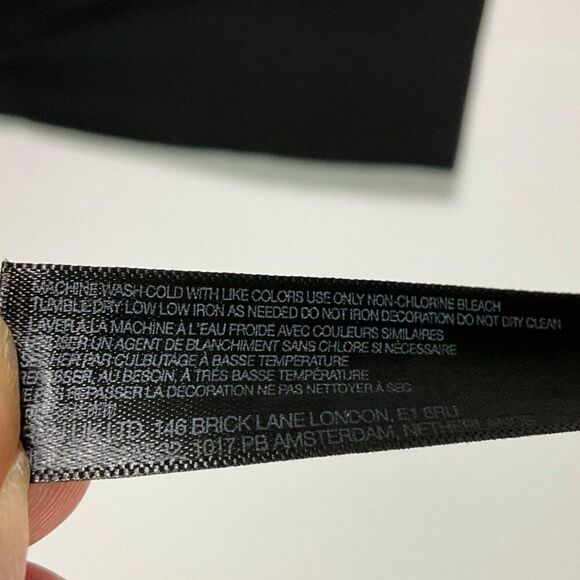 MACHINE WASH COLD WITH LIKE COLORS USE ONLY NON-CHLORINE BLEACH
TUMBLE DRY LOW LOW IRON AS NEEDED DO NOT IRON DECORATION DO NOT DRY CLEAN
LAVER À LA MACHINE À L'EAU FROIDE AVEC COULEURS SIMILAIRES
UN AGENT DE BLANCHIMENT SANS CHLORE SI NÉCESSAIRE
PAR CULBUTAGE À BASSE TEMPÉRATURE
AU BESOIN, À TRÈS BASSE TEMPÉRATURE
REPASSER LA DÉCORATION NE PAS NETTOYER À SEC
UK LTD. 146 BRICK LANE LONDON, E1 6RU
1017 PB AMSTERDAM, NETHERLANDS